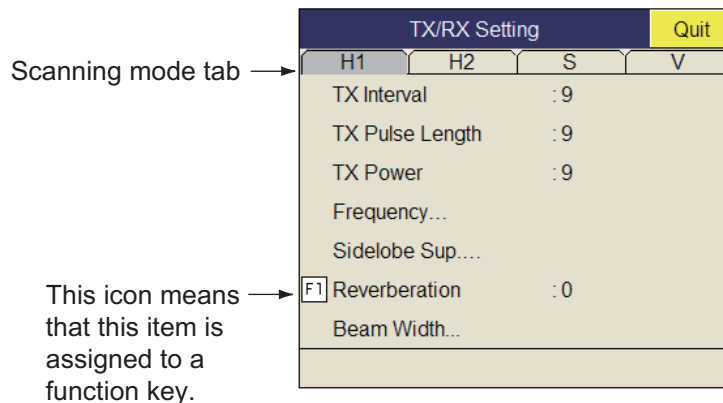 TX/RX Setting Quit
Scanning mode tab H1 H2 S V
TX Interval : 9
TX Pulse Length : 9
TX Power : 9
Frequency...
Sidelobe Sup....
F1 Reverberation : 0
Beam Width...
This icon means
that this item is
assigned to a
function key.